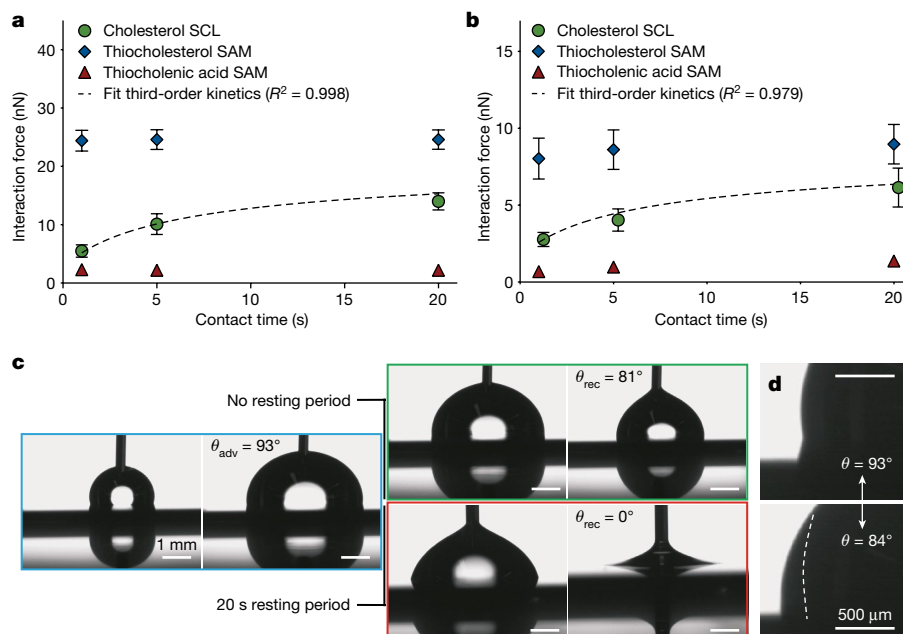 a
40
30
20
10
0
Interaction force (nN)
Cholesterol SCL
Thiocholesterol SAM
Thiocholenic acid SAM
Fit third-order kinetics (R² = 0.998)
0 5 10 15 20
Contact time (s)
b
15
10
5
0
Interaction force (nN)
Cholesterol SCL
Thiocholesterol SAM
Thiocholenic acid SAM
Fit third-order kinetics (R² = 0.979)
0 5 10 15 20
Contact time (s)
c
θadv = 93°
1 mm
No resting period
θrec = 81°
20 s resting period
θrec = 0°
d
θ = 93°
θ = 84°
500 μm